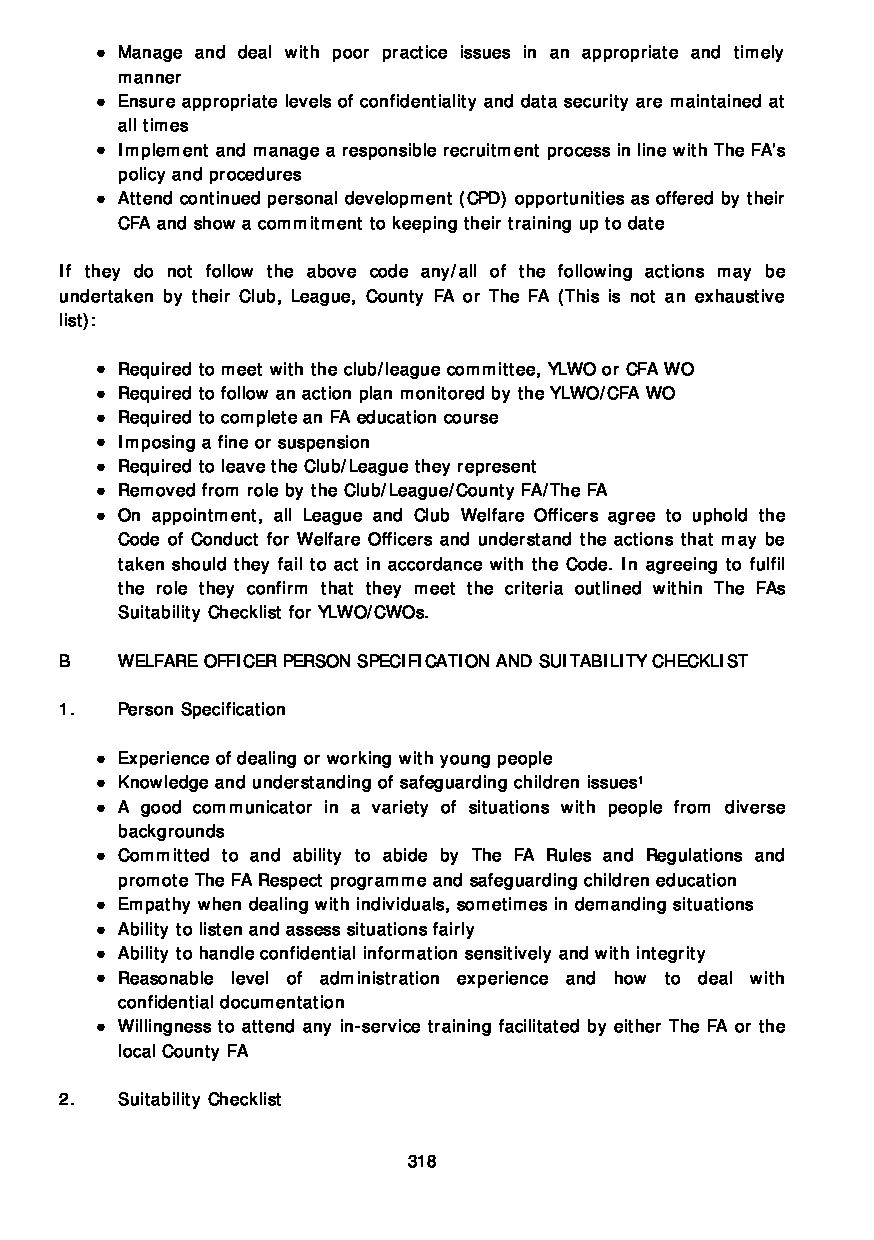 ● Manage and deal with poor practice issues in an appropriate and timely
manner
● Ensure appropriate levels of confidentiality and data security are maintained at
all times
● Implement and manage a responsible recruitment process in line with The FA's
policy and procedures
● Attend continued personal development (CPD) opportunities as offered by their
CFA and show a commitment to keeping their training up to date
If they do not follow the above code any/all of the following actions may be
undertaken by their Club, League, County FA or The FA (This is not an exhaustive
list):
● Required to meet with the club/league committee, YLWO or CFA WO
● Required to follow an action plan monitored by the YLWO/CFA WO
● Required to complete an FA education course
● Imposing a fine or suspension
● Required to leave the Club/League they represent
● Removed from role by the Club/League/County FA/The FA
● On appointment, all League and Club Welfare Officers agree to uphold the
Code of Conduct for Welfare Officers and understand the actions that may be
taken should they fail to act in accordance with the Code. In agreeing to fulfil
the role they confirm that they meet the criteria outlined within The FAs
Suitability Checklist for YLWO/CWOs.
B WELFARE OFFICER PERSON SPECIFICATION AND SUITABILITY CHECKLIST
1. Person Specification
● Experience of dealing or working with young people
● Knowledge and understanding of safeguarding children issues¹
● A good communicator in a variety of situations with people from diverse
backgrounds
● Committed to and ability to abide by The FA Rules and Regulations and
promote The FA Respect programme and safeguarding children education
● Empathy when dealing with individuals, sometimes in demanding situations
● Ability to listen and assess situations fairly
● Ability to handle confidential information sensitively and with integrity
● Reasonable level of administration experience and how to deal with
confidential documentation
● Willingness to attend any in-service training facilitated by either The FA or the
local County FA
2. Suitability Checklist
318